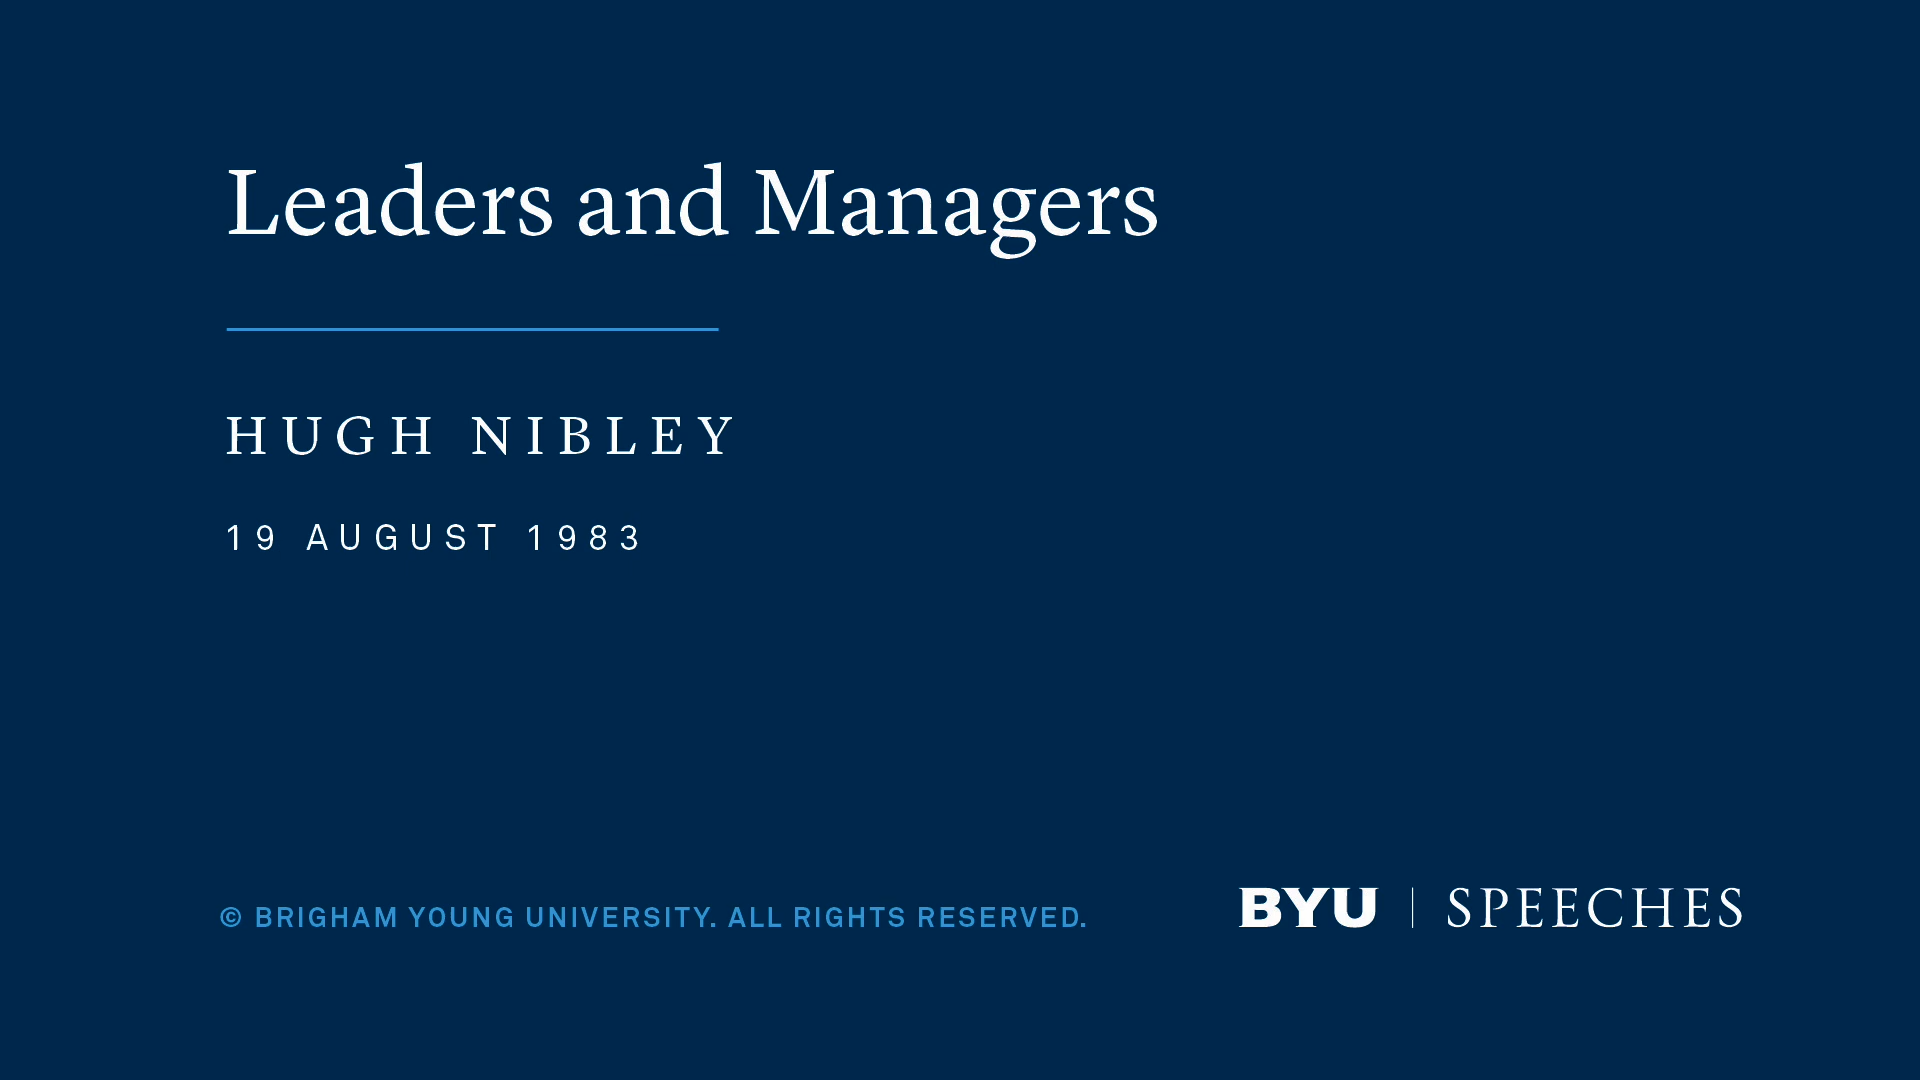 Leaders and Managers
HUGH NIBLEY
19 AUGUST 1983
© BRIGHAM YOUNG UNIVERSITY. ALL RIGHTS RESERVED.
BYU | SPEECHES